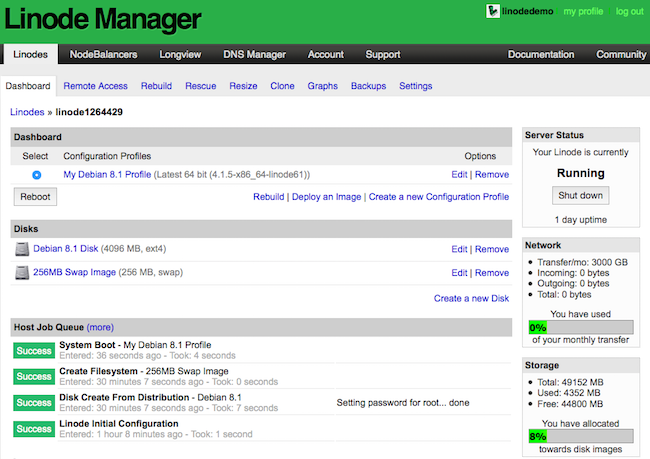 Linode Manager
linodedemo my profile log out
Linodes NodeBalancers Longview DNS Manager Account Support Documentation Community
Dashboard Remote Access Rebuild Rescue Resize Clone Graphs Backups Settings
Linodes » linode1264429
Dashboard
Select Configuration Profiles Options
My Debian 8.1 Profile (Latest 64 bit (4.1.5-x86_64-linode61)) Edit | Remove
Reboot Rebuild | Deploy an Image | Create a new Configuration Profile
Disks
Debian 8.1 Disk (4096 MB, ext4) Edit | Remove
256MB Swap Image (256 MB, swap) Edit | Remove
Create a new Disk
Host Job Queue (more)
Success System Boot - My Debian 8.1 Profile
Entered: 36 seconds ago - Took: 4 seconds
Success Create Filesystem - 256MB Swap Image
Entered: 30 minutes 7 seconds ago - Took: 0 seconds
Success Disk Create From Distribution - Debian 8.1 Setting password for root... done
Entered: 30 minutes 7 seconds ago - Took: 7 seconds
Success Linode Initial Configuration
Entered: 1 hour 8 minutes ago - Took: 1 second
Server Status
Your Linode is currently
Running
Shut down
1 day uptime
Network
Transfer/mo: 3000 GB
Incoming: 0 bytes
Outgoing: 0 bytes
Total: 0 bytes
You have used
0%
of your monthly transfer
Storage
Total: 49152 MB
Used: 4352 MB
Free: 44800 MB
You have allocated
8%
towards disk images